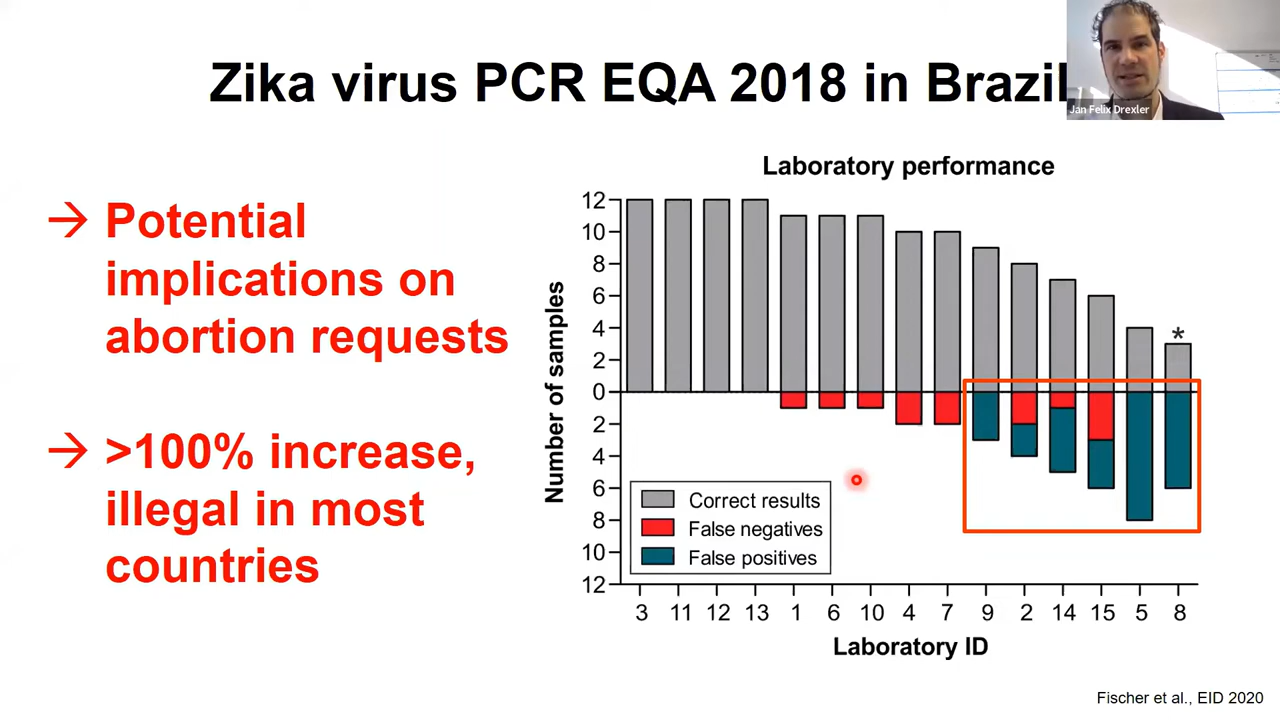 Zika virus PCR EQA 2018 in Brazil
Jan Felix Drexler
→ Potential
implications on
abortion requests
→ >100% increase,
illegal in most
countries
Laboratory performance
Number of samples
12
10
8
6
4
2
0
2
4
6
8
10
12
*
Correct results
False negatives
False positives
3 11 12 13 1 6 10 4 7 9 2 14 15 5 8
Laboratory ID
Fischer et al., EID 2020